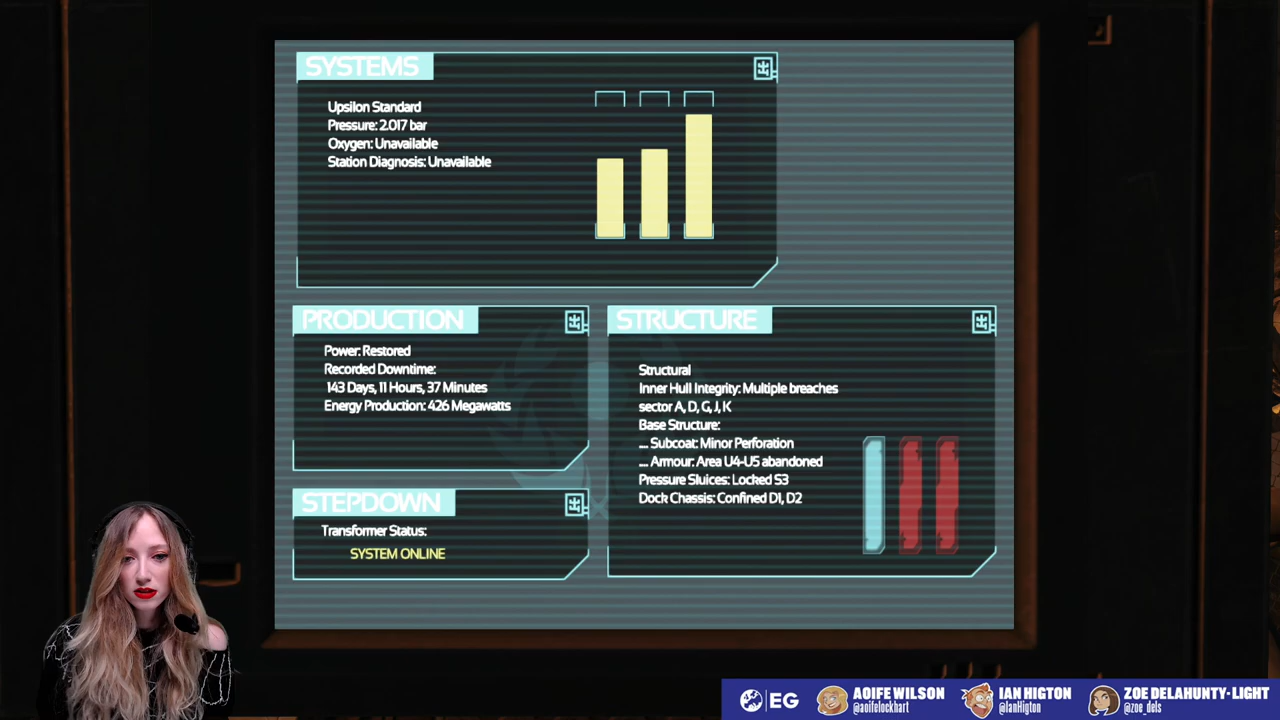 SYSTEMS
Upsilon Standard
Pressure: 2.017 bar
Oxygen: Unavailable
Station Diagnosis: Unavailable
PRODUCTION
Power: Restored
Recorded Downtime:
143 Days, 11 Hours, 37 Minutes
Energy Production: 426 Megawatts
STEPDOWN
Transformer Status:
SYSTEM ONLINE
STRUCTURE
Structural
Inner Hull Integrity: Multiple breaches
sector A, D, G, J, K
Base Structure:
... Subcoat: Minor Perforation
... Armour: Area U4-U5 abandoned
Pressure Sluices: Locked S3
Dock Chassis: Confined D1, D2
EG
AOIFE WILSON
@aoifelockhart
IAN HIGTON
@IanHigton
ZOE DELAHUNTY-LIGHT
@zoe_dels